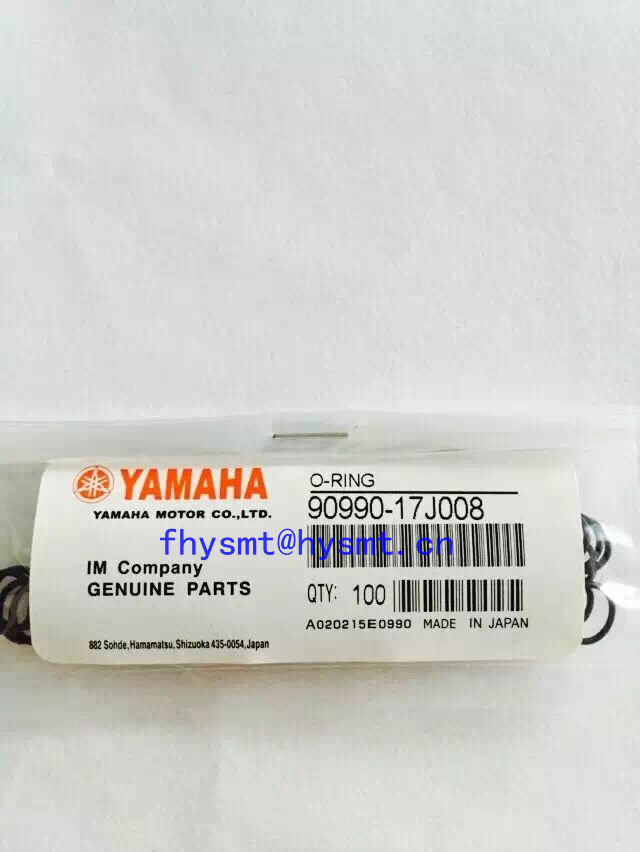 YAMAHA
YAMAHA MOTOR CO.,LTD.
IM Company
GENUINE PARTS
882 Sohde, Hamamatsu, Shizuoka 435-0054, Japan
O-RING
90990-17J008
fhysmt@hysmt.cn
QTY: 100
A020215E0990 MADE IN JAPAN